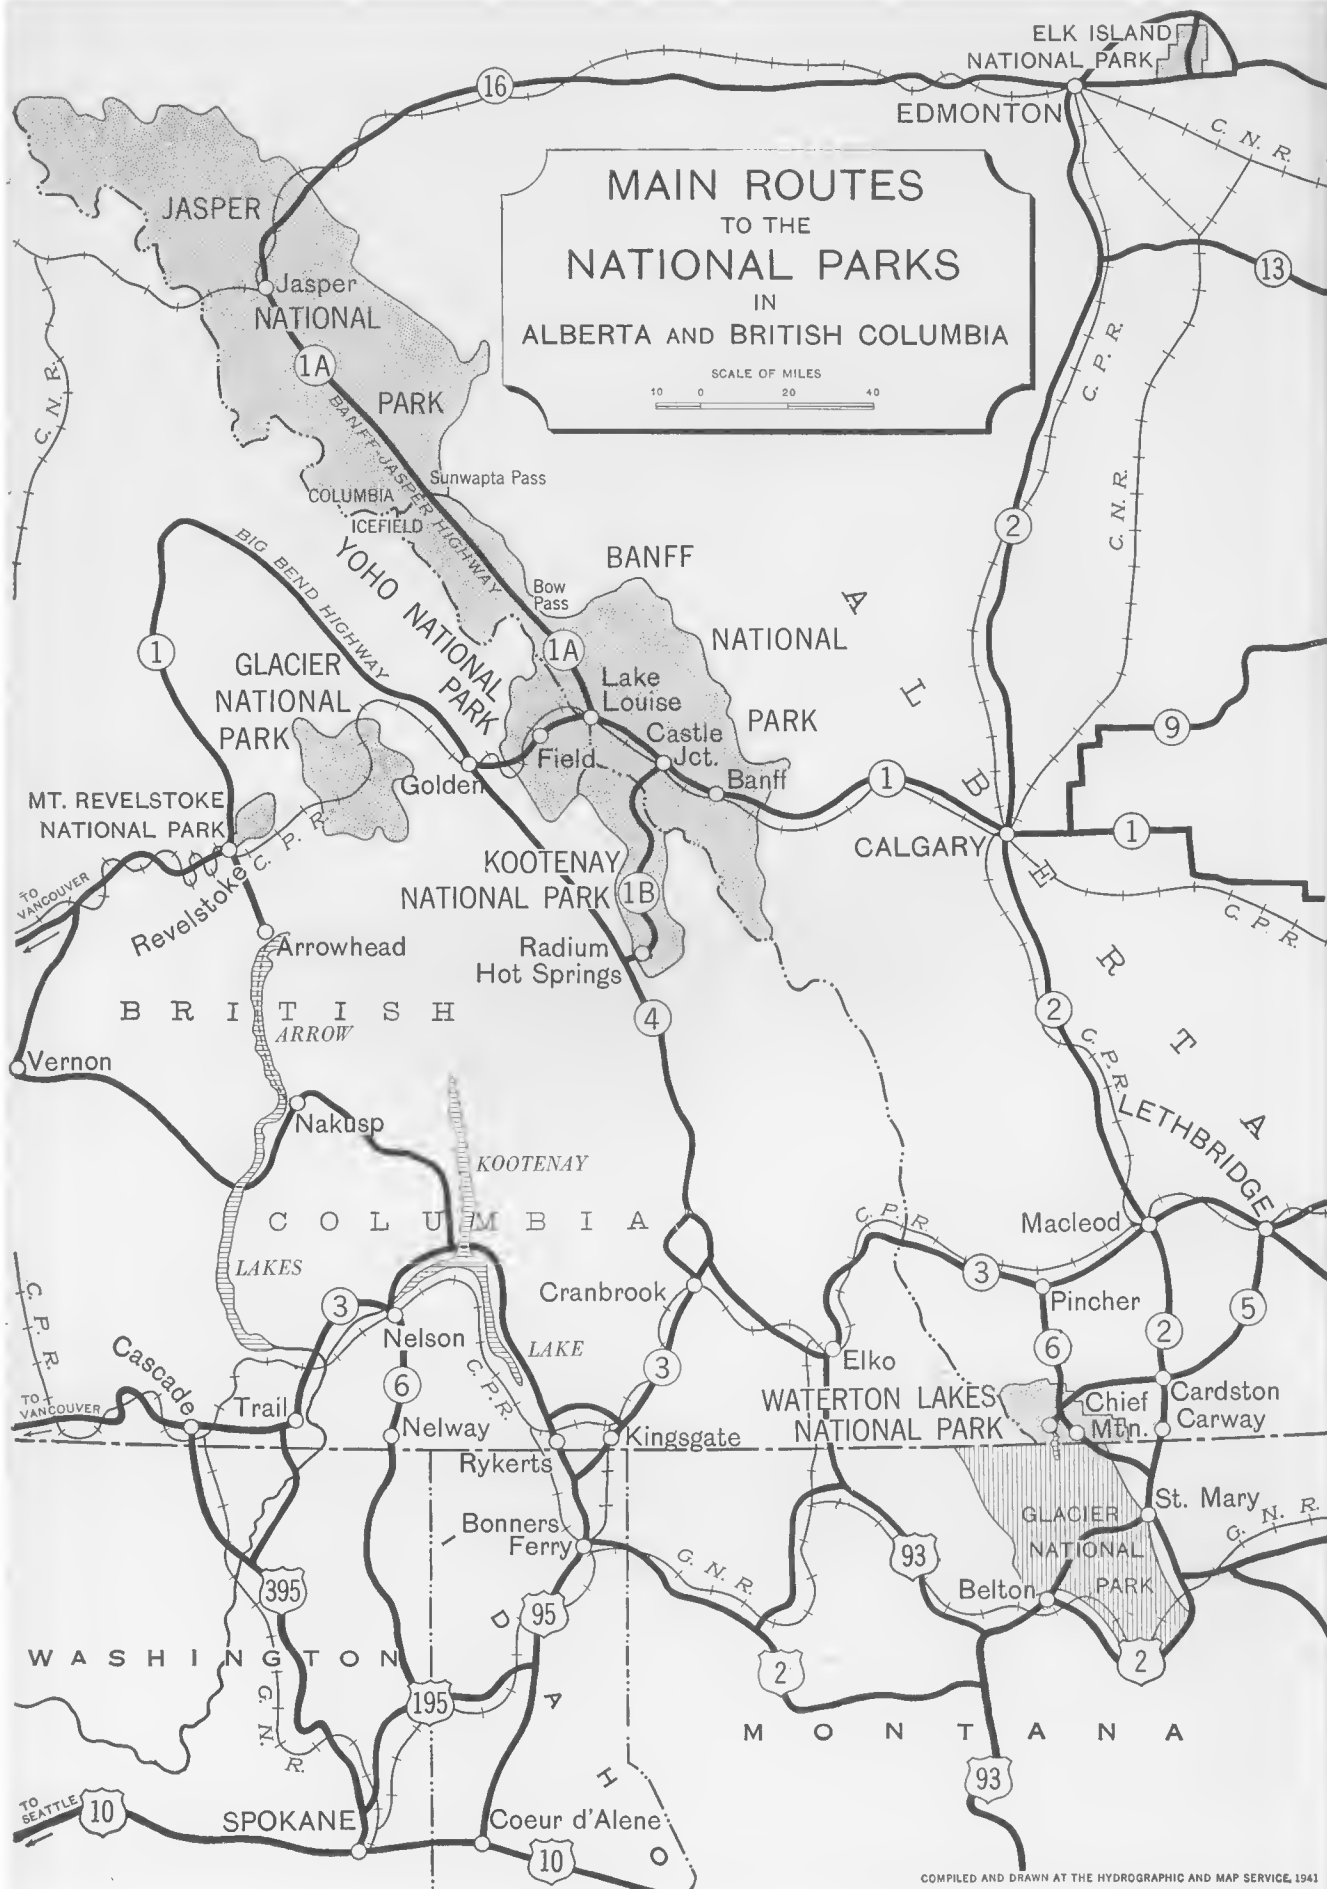 ELK ISLAND
NATIONAL PARK
16
EDMONTON
C. N. R.
MAIN ROUTES
TO THE
NATIONAL PARKS
IN
ALBERTA AND BRITISH COLUMBIA
SCALE OF MILES
10 0 20 40
JASPER
Jasper
NATIONAL
1A
PARK
BANFF-JASPER HIGHWAY
13
C. P. R.
C. N. R.
C. N. R.
Sunwapta Pass
COLUMBIA
ICEFIELD
2
BIG BEND HIGHWAY
YOHO NATIONAL
PARK
BANFF
NATIONAL
PARK
Bow
Pass
1A
1
GLACIER
NATIONAL
PARK
Lake
Louise
Castle
Jct.
Field
Golden
Banff
1
9
ALBERTA
MT. REVELSTOKE
NATIONAL PARK
C. P. R.
CALGARY
1
KOOTENAY
NATIONAL PARK
1B
TO
VANCOUVER
Revelstoke
C. P. R.
Arrowhead
Radium
Hot Springs
BRITISH
ARROW
4
2
C. P. R.
Vernon
Nakusp
LETHBRIDGE
KOOTENAY
COLUMBIA
C. P. R.
Macleod
LAKES
3
Cranbrook
3
Pincher
5
C. P. R.
Nelson
LAKE
Elko
6
2
Cascade
C. P. R.
3
6
WATERTON LAKES
NATIONAL PARK
Chief
Mtn.
Cardston
Carway
TO
VANCOUVER
Trail
Nelway
Kingsgate
Rykerts
GLACIER
NATIONAL
PARK
St. Mary
G. N. R.
Bonners
Ferry
G. N. R.
93
Belton
395
95
IDAHO
WASHINGTON
2
2
195
G. N. R.
MONTANA
93
TO
SEATTLE
10
SPOKANE
Coeur d'Alene
10
COMPILED AND DRAWN AT THE HYDROGRAPHIC AND MAP SERVICE, 1941